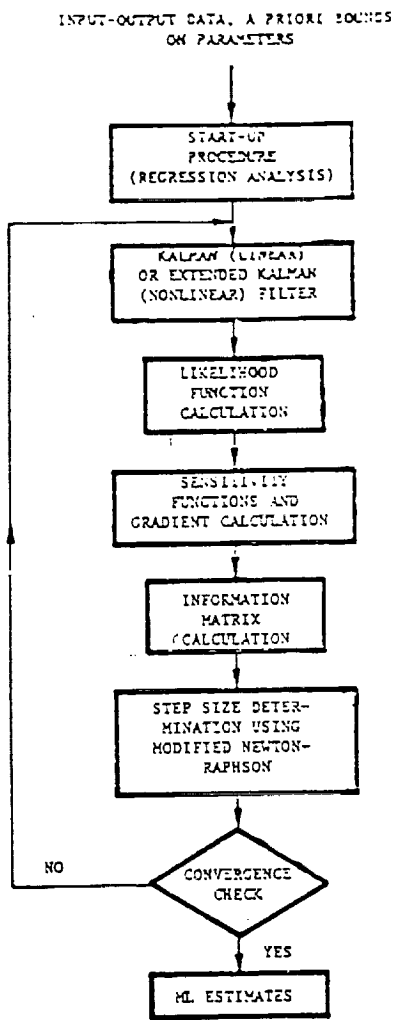 INPUT-OUTPUT DATA, A PRIORI BOUNDS
ON PARAMETERS
START-UP
PROCEDURE
(REGRESSION ANALYSIS)
KALMAN (LINEAR)
OR EXTENDED KALMAN
(NONLINEAR) FILTER
LIKELIHOOD
FUNCTION
CALCULATION
SENSITIVITY
FUNCTIONS AND
GRADIENT CALCULATION
INFORMATION
MATRIX
CALCULATION
STEP SIZE DETER-
MINATION USING
MODIFIED NEWTON-
RAPHSON
NO
CONVERGENCE
CHECK
YES
ML ESTIMATES